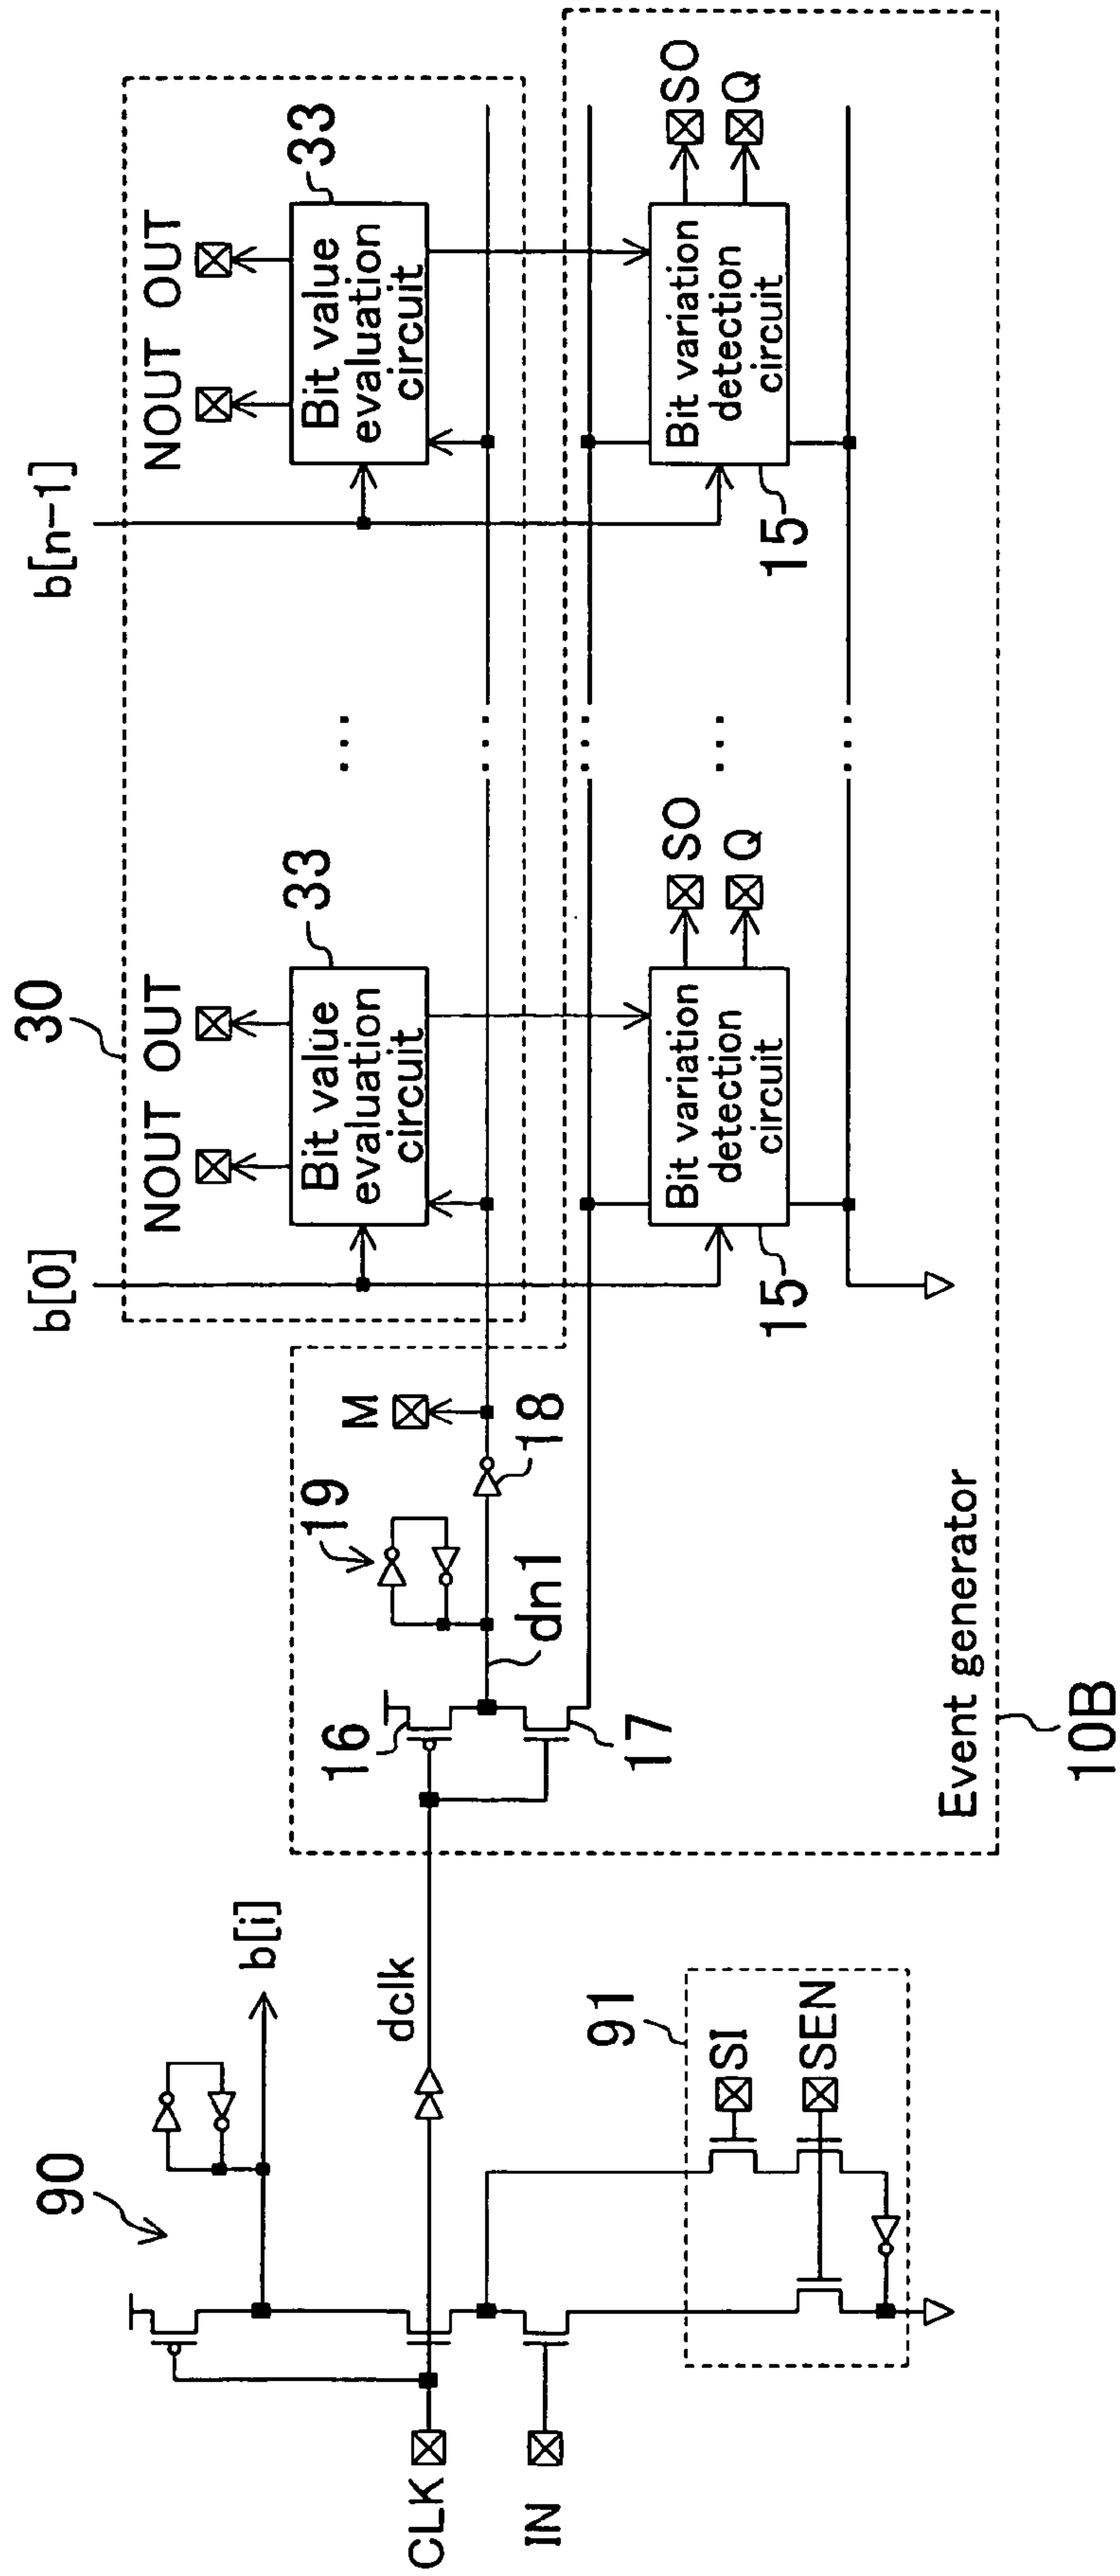 90
b[i]
CLK
IN
dclk
91
SI
SEN
30
b[0]
b[n-1]
NOUT
OUT
NOUT
OUT
33
33
Bit value
evaluation
circuit
Bit value
evaluation
circuit
M
19
18
16
17
dn1
Bit variation
detection
circuit
Bit variation
detection
circuit
SO
Q
SO
Q
15
15
Event generator
10B